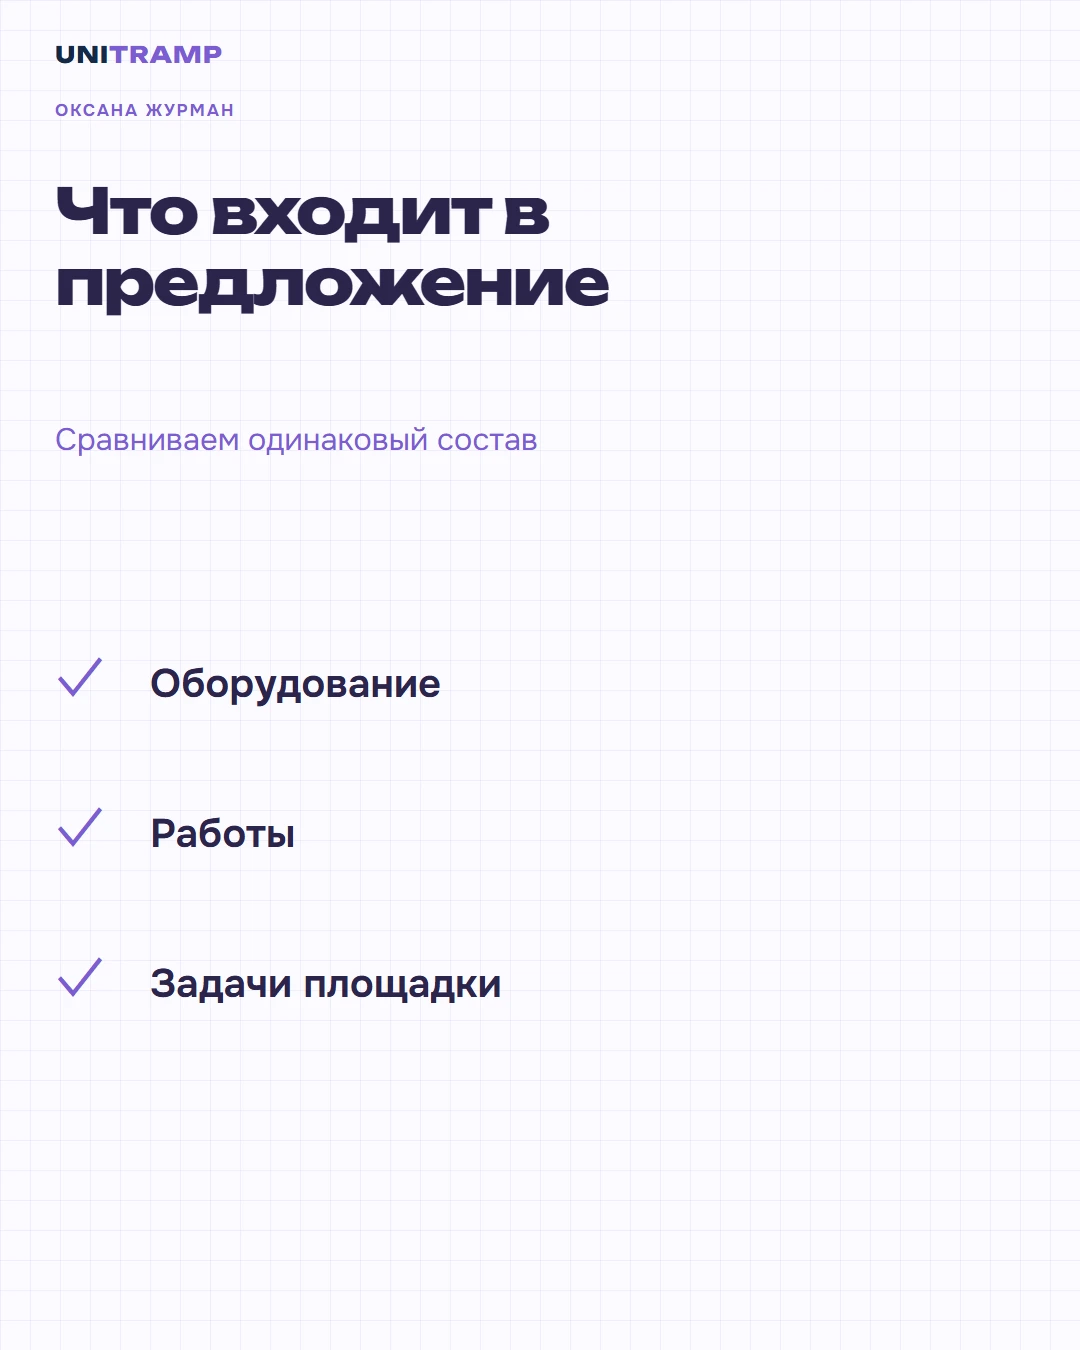 UNITRAMP
ОКСАНА ЖУРМАН
Что входит в
предложение
Сравниваем одинаковый состав
Оборудование
Работы
Задачи площадки